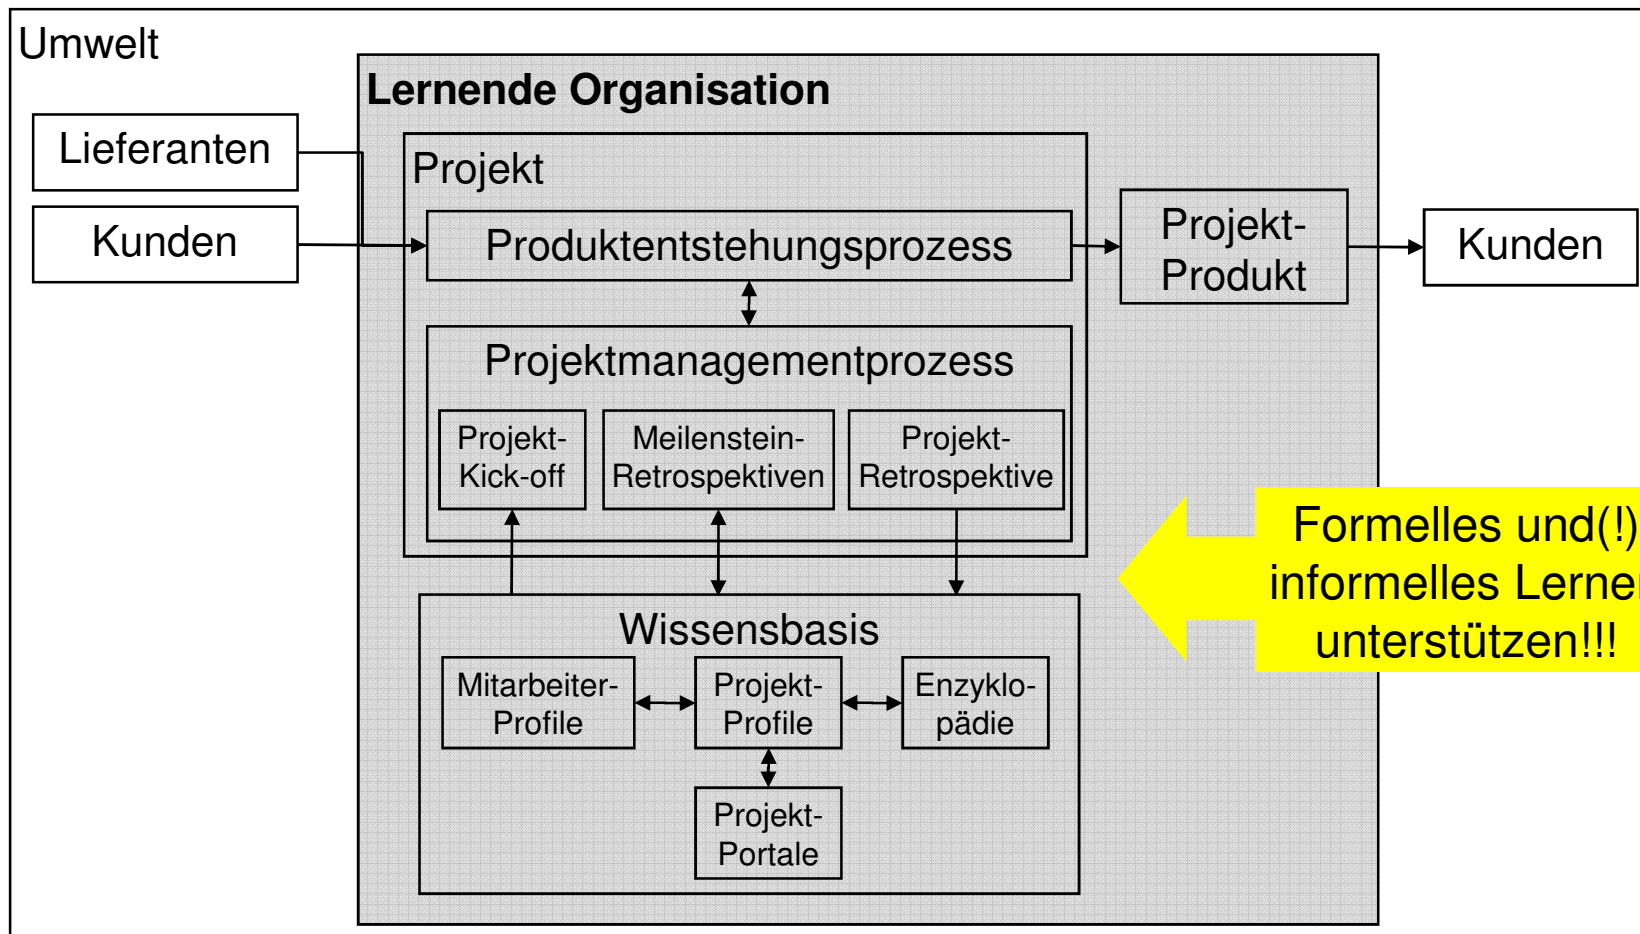 Umwelt
Lernende Organisation
Lieferanten
Kunden
Projekt
Produktentstehungsprozess
Projekt-
Produkt
Kunden
Projektmanagementprozess
Projekt-
Kick-off
Meilenstein-
Retrospektiven
Projekt-
Retrospektive
Formelles und(!)
informelles Lernen
unterstützen!!!
Wissensbasis
Mitarbeiter-
Profile
Projekt-
Profile
Enzyklo-
pädie
Projekt-
Portale